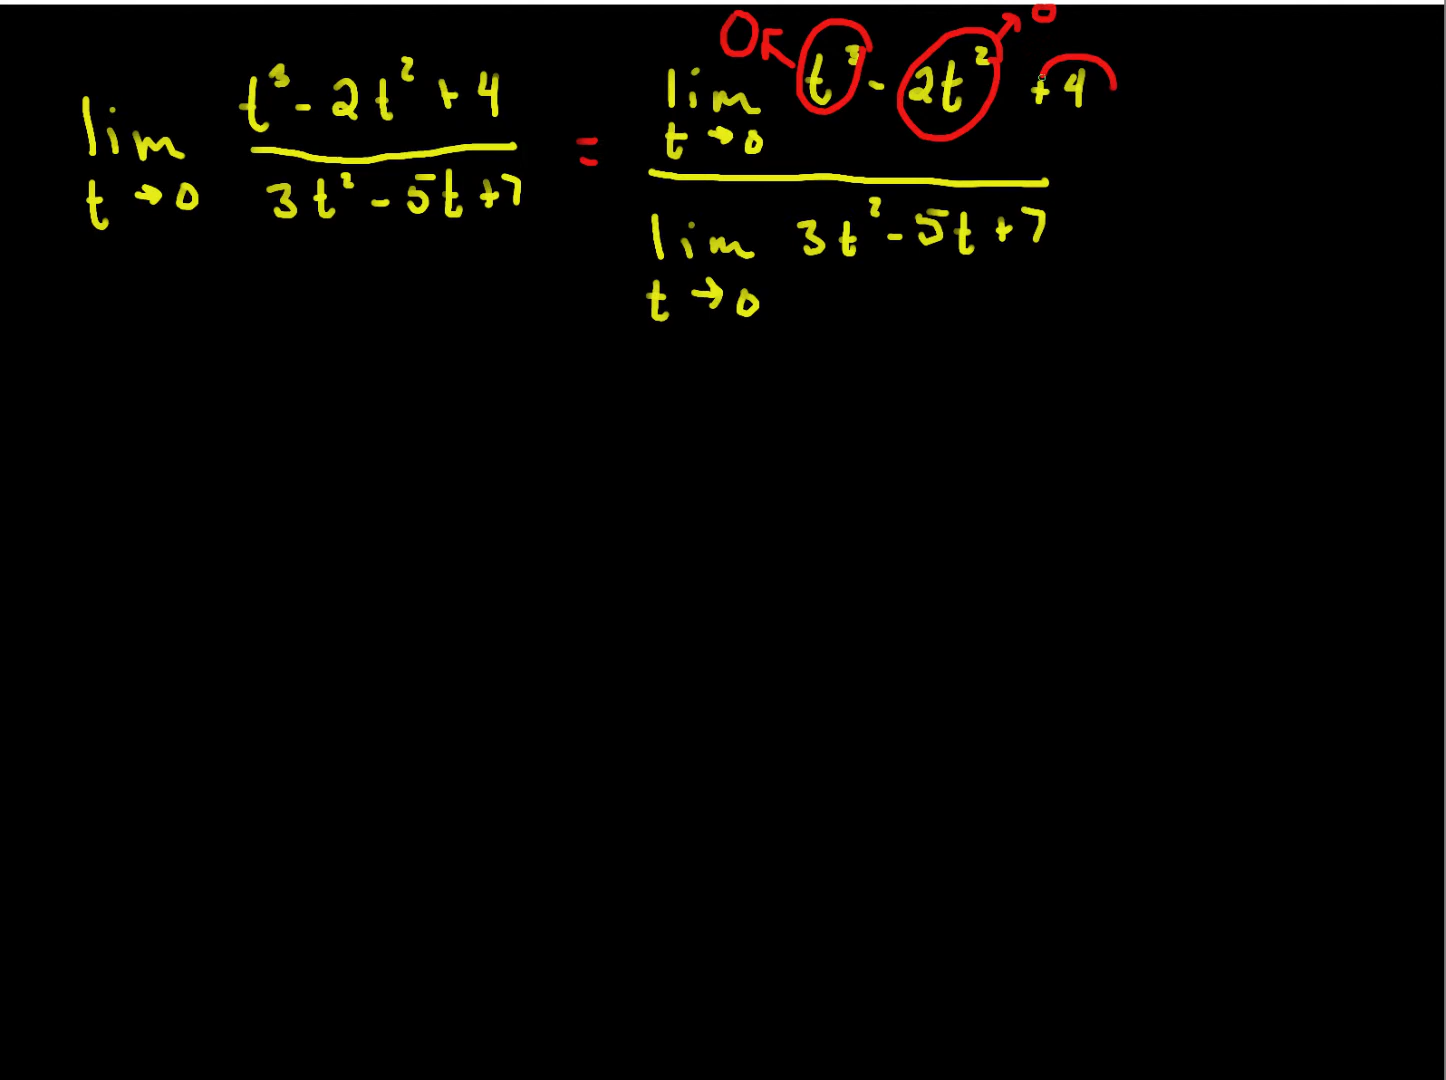 lim t→0 (t³ - 2t² + 4)/(3t² - 5t + 7) = (lim t→0 t³ - 2t² + 4)/(lim t→0 3t² - 5t + 7)
0 0